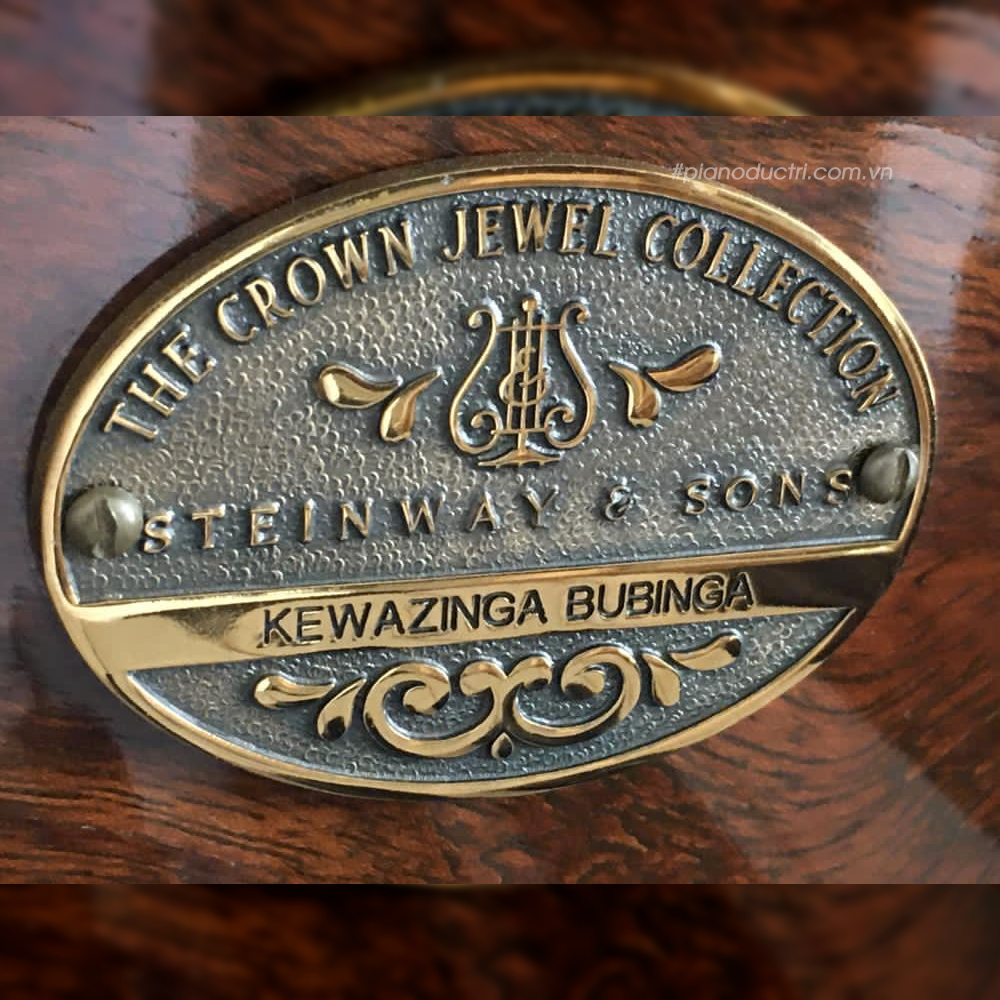 #pianoductri.com.vn
THE CROWN JEWEL COLLECTION
STEINWAY & SONS
KEWAZINGA BUBINGA